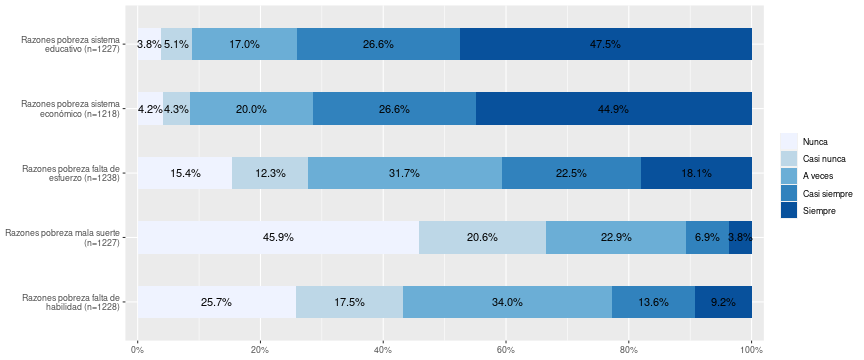 Razones pobreza sistema
educativo (n=1227)
3.8% 5.1% 17.0% 26.6% 47.5%
Razones pobreza sistema
económico (n=1218)
4.2% 4.3% 20.0% 26.6% 44.9%
Razones pobreza falta de
esfuerzo (n=1238)
15.4% 12.3% 31.7% 22.5% 18.1%
Razones pobreza mala suerte
(n=1227)
45.9% 20.6% 22.9% 6.9% 3.8%
Razones pobreza falta de
habilidad (n=1228)
25.7% 17.5% 34.0% 13.6% 9.2%
0% 20% 40% 60% 80% 100%
Nunca
Casi nunca
A veces
Casi siempre
Siempre